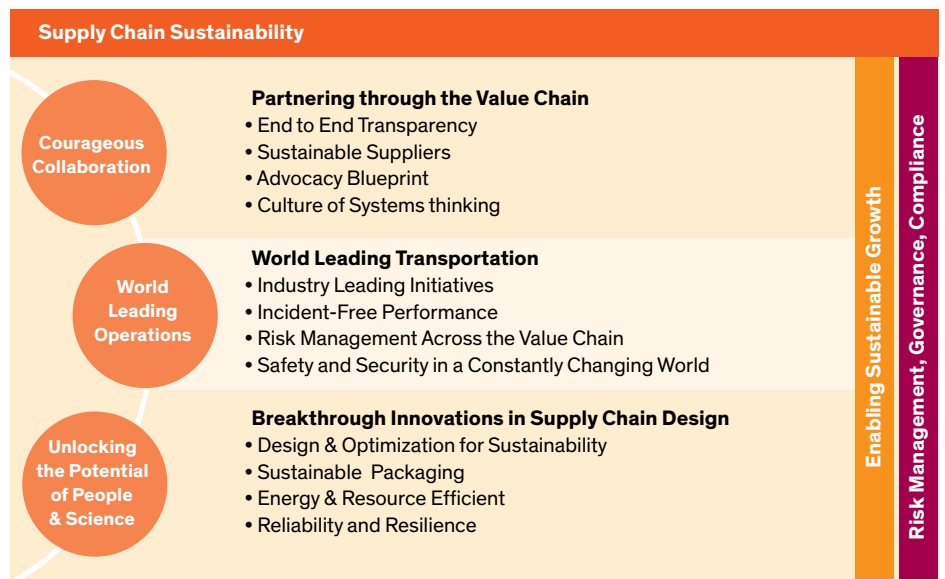 Supply Chain Sustainability
Courageous
Collaboration
Partnering through the Value Chain
• End to End Transparency
• Sustainable Suppliers
• Advocacy Blueprint
• Culture of Systems thinking
World
Leading
Operations
World Leading Transportation
• Industry Leading Initiatives
• Incident-Free Performance
• Risk Management Across the Value Chain
• Safety and Security in a Constantly Changing World
Unlocking
the Potential
of People
& Science
Breakthrough Innovations in Supply Chain Design
• Design & Optimization for Sustainability
• Sustainable  Packaging
• Energy & Resource Efficient
• Reliability and Resilience
Enabling Sustainable Growth
Risk Management, Governance, Compliance